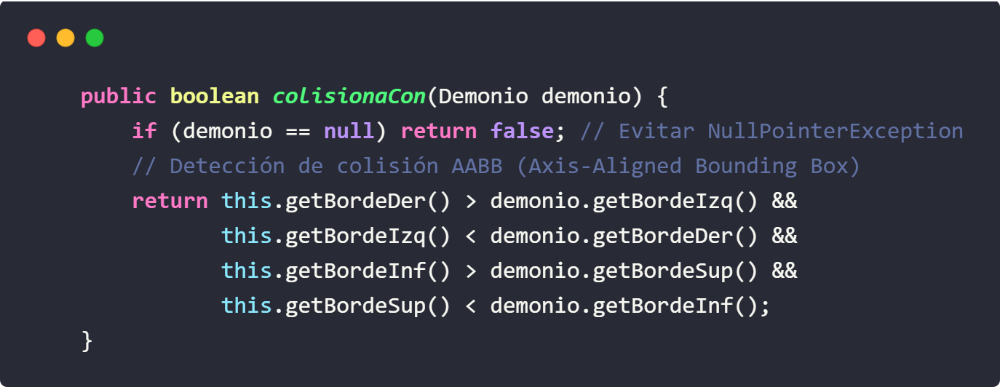 public boolean colisionaCon(Demonio demonio) {
    if (demonio == null) return false; // Evitar NullPointerException
    // Detección de colisión AABB (Axis-Aligned Bounding Box)
    return this.getBordeDer() > demonio.getBordeIzq() &&
           this.getBordeIzq() < demonio.getBordeDer() &&
           this.getBordeInf() > demonio.getBordeSup() &&
           this.getBordeSup() < demonio.getBordeInf();
}